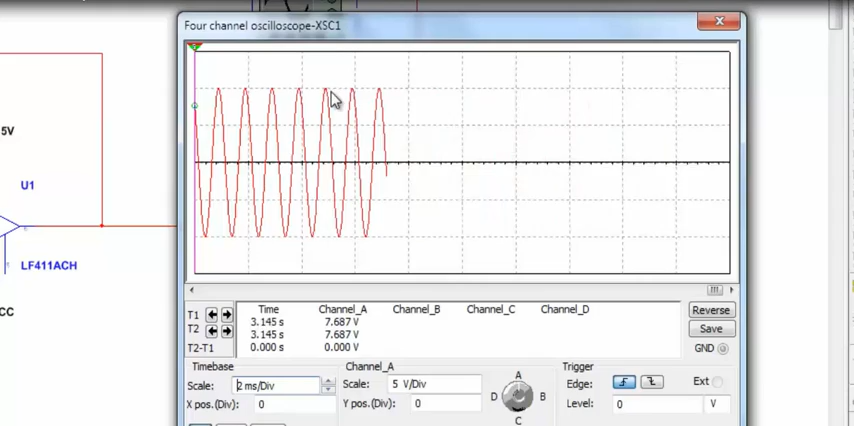 Four channel oscilloscope-XSC1
5V
U1
LF411ACH
CC
Time Channel_A Channel_B Channel_C Channel_D
T1 3.145 s 7.687 V
T2 3.145 s 7.687 V
T2-T1 0.000 s 0.000 V
Reverse
Save
GND
Timebase
Scale: 2 ms/Div
X pos.(Div): 0
Channel_A
Scale: 5 V/Div
Y pos.(Div): 0
A
D B
C
Trigger
Edge: Ext
Level: 0 V